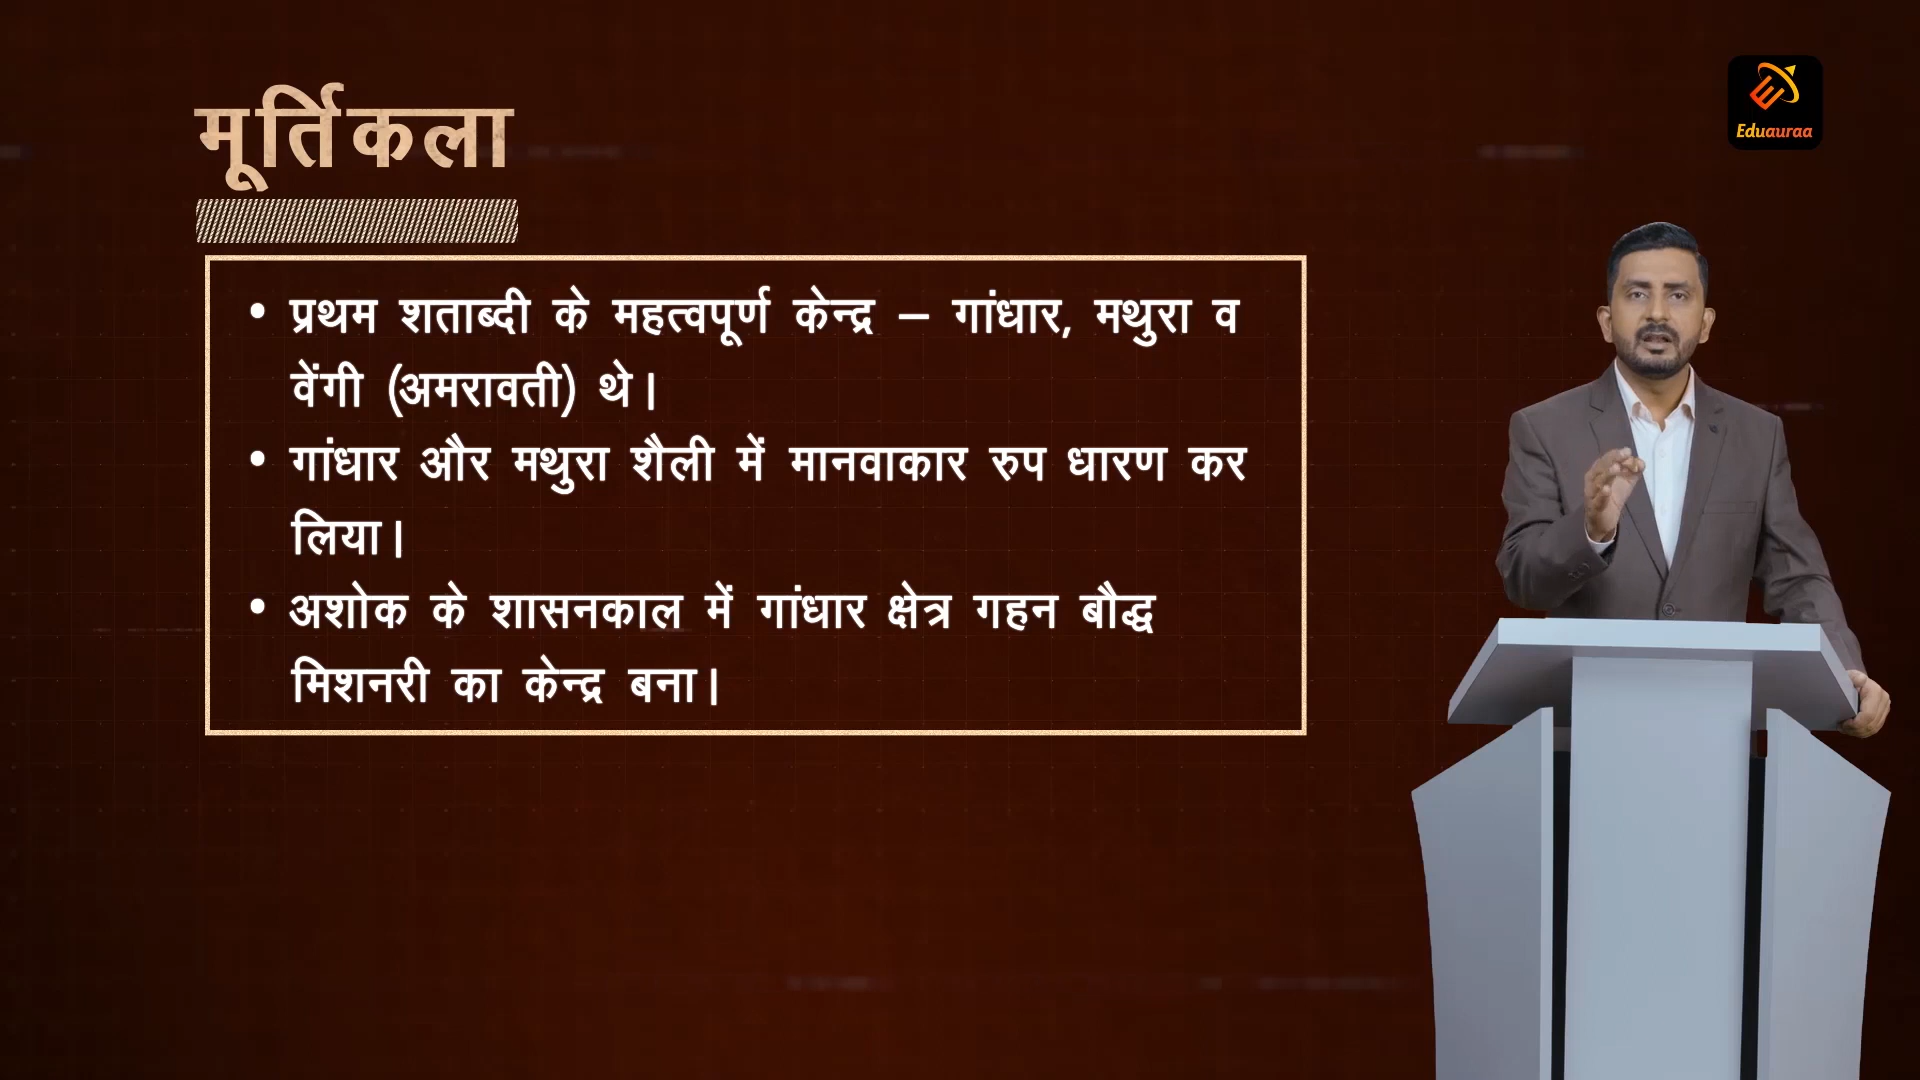 मूर्तिकला
Eduauraa
• प्रथम शताब्दी के महत्वपूर्ण केन्द्र – गांधार, मथुरा व
वेंगी (अमरावती) थे।
• गांधार और मथुरा शैली में मानवाकार रुप धारण कर
लिया।
• अशोक के शासनकाल में गांधार क्षेत्र गहन बौद्ध
मिशनरी का केन्द्र बना।